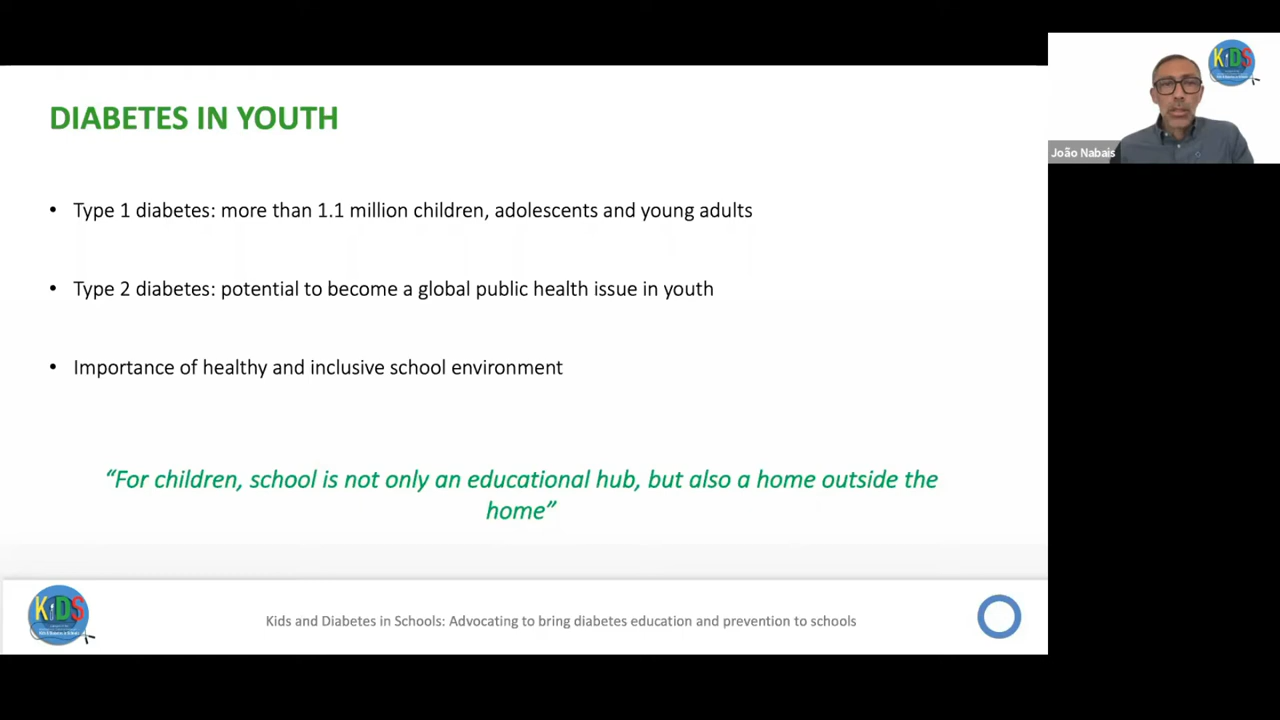 DIABETES IN YOUTH
• Type 1 diabetes: more than 1.1 million children, adolescents and young adults
• Type 2 diabetes: potential to become a global public health issue in youth
• Importance of healthy and inclusive school environment
“For children, school is not only an educational hub, but also a home outside the
home”
KiDS
Kids and Diabetes in Schools: Advocating to bring diabetes education and prevention to schools
KiDS
João Nabais